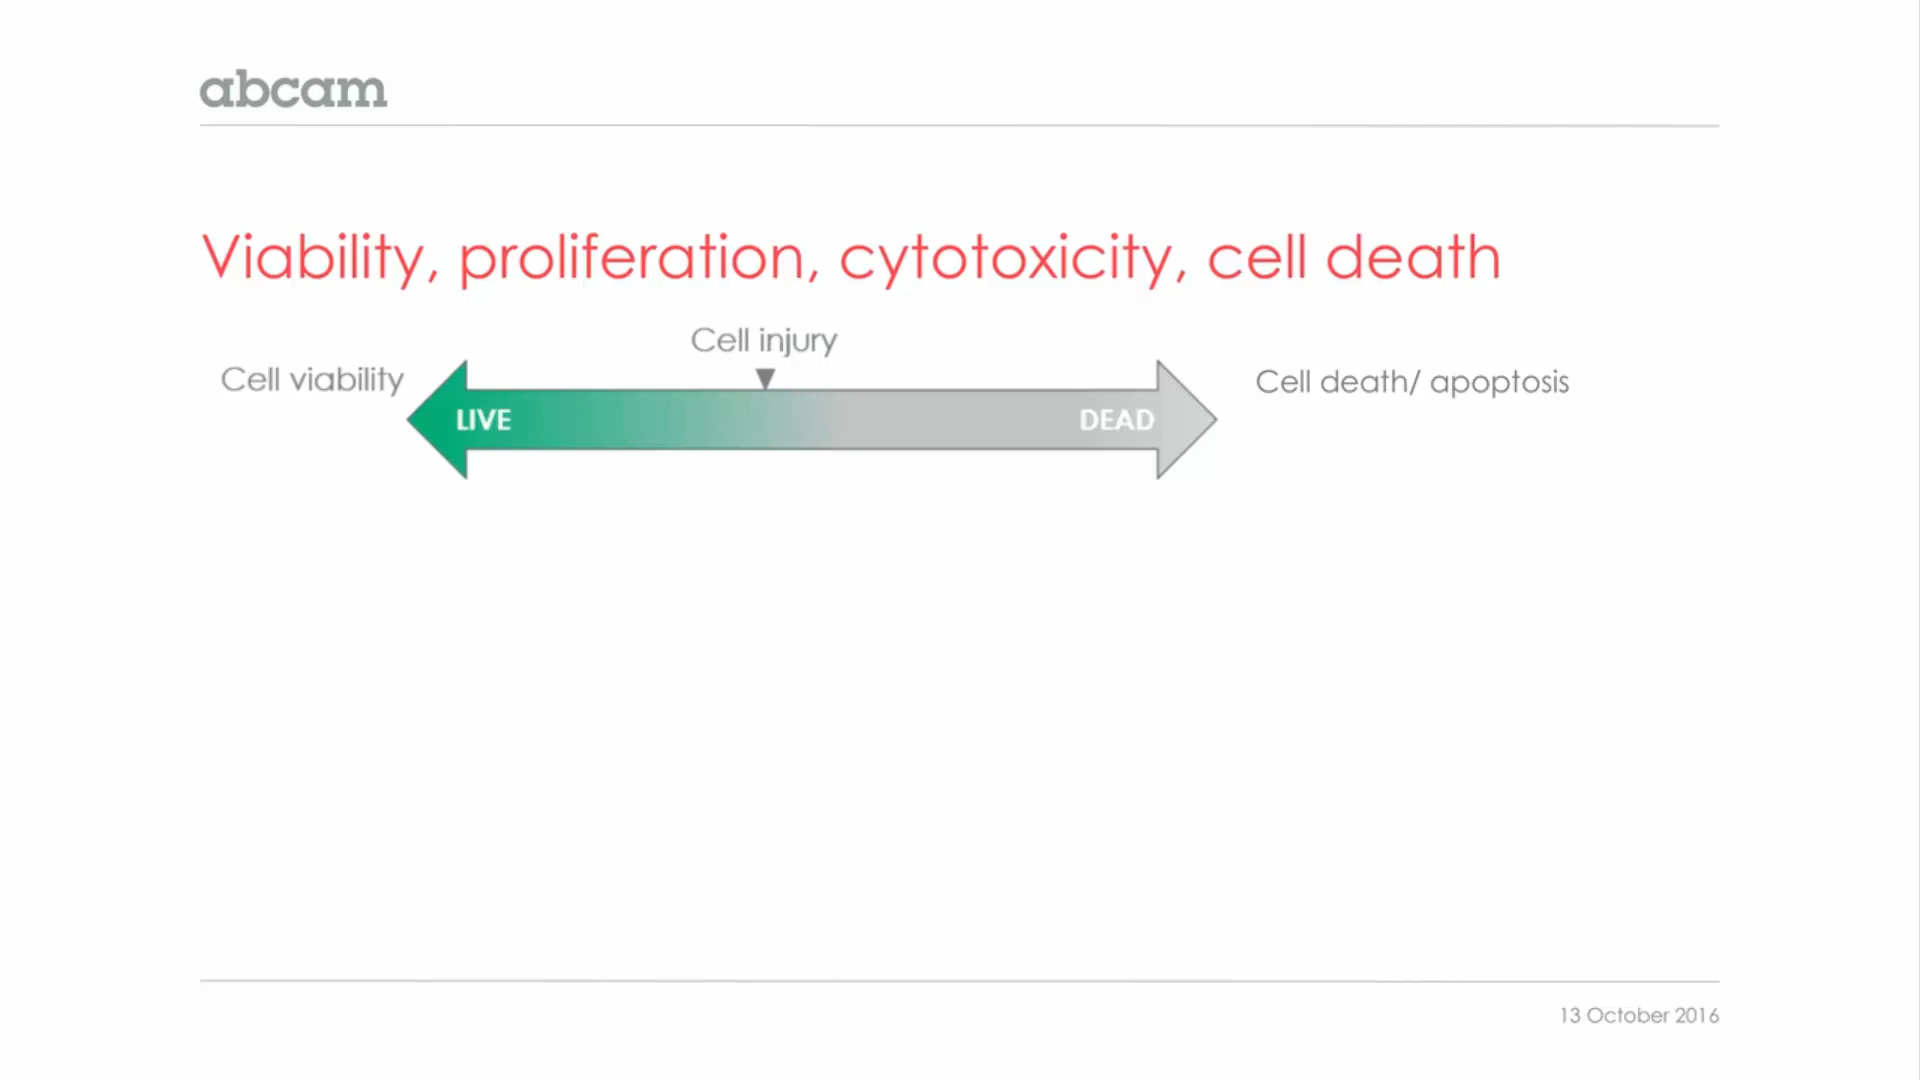 abcam
Viability, proliferation, cytotoxicity, cell death
Cell injury
Cell viability
Cell death/ apoptosis
LIVE
DEAD
13 October 2016